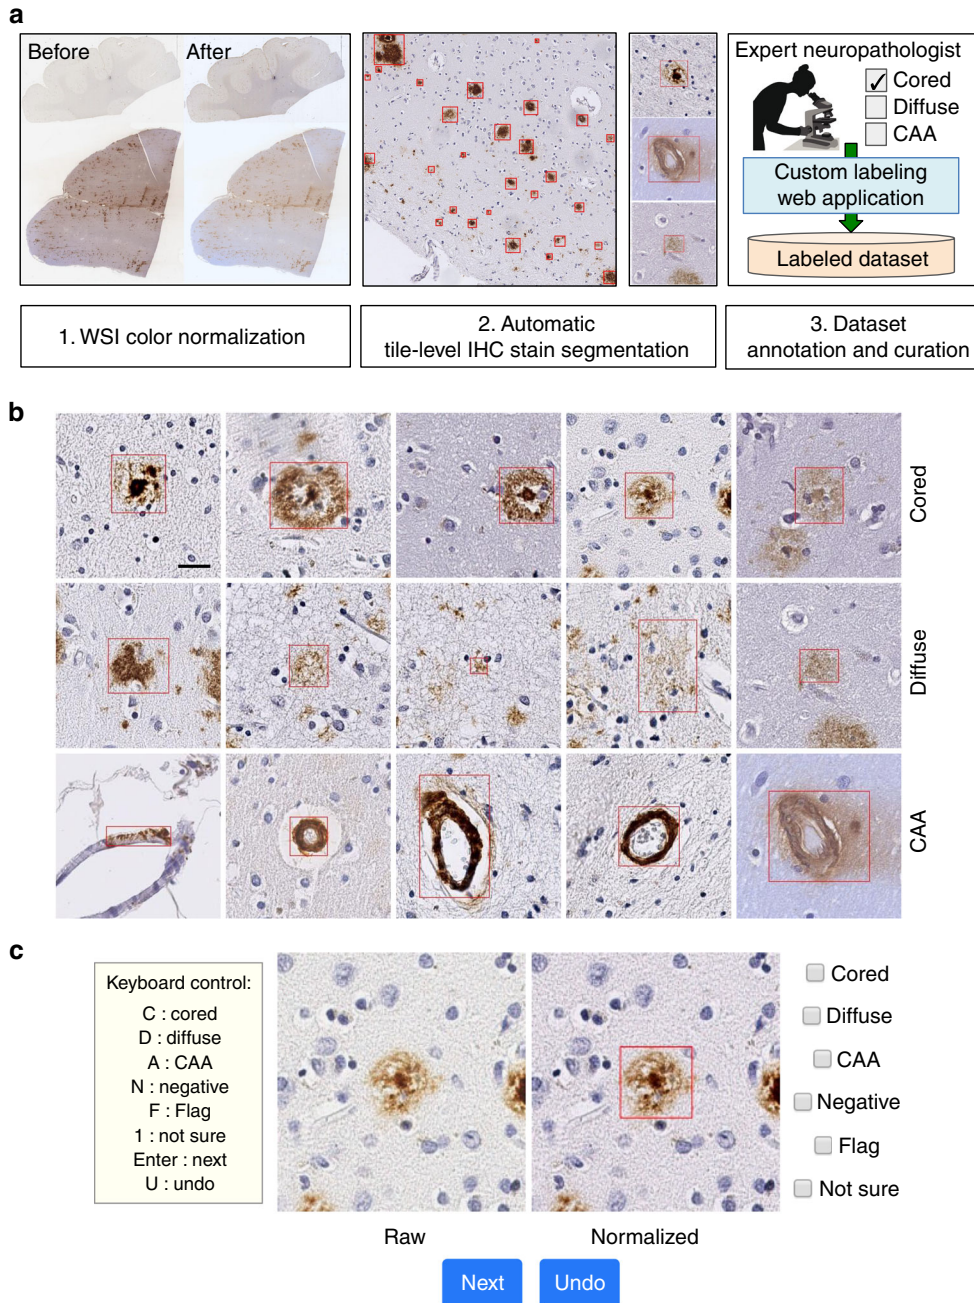 a
Before
After
Expert neuropathologist
Cored
Diffuse
CAA
Custom labeling
web application
Labeled dataset
1. WSI color normalization
2. Automatic
tile-level IHC stain segmentation
3. Dataset
annotation and curation
b
Cored
Diffuse
CAA
c
Keyboard control:
C : cored
D : diffuse
A : CAA
N : negative
F : Flag
1 : not sure
Enter : next
U : undo
Cored
Diffuse
CAA
Negative
Flag
Not sure
Raw
Normalized
Next
Undo